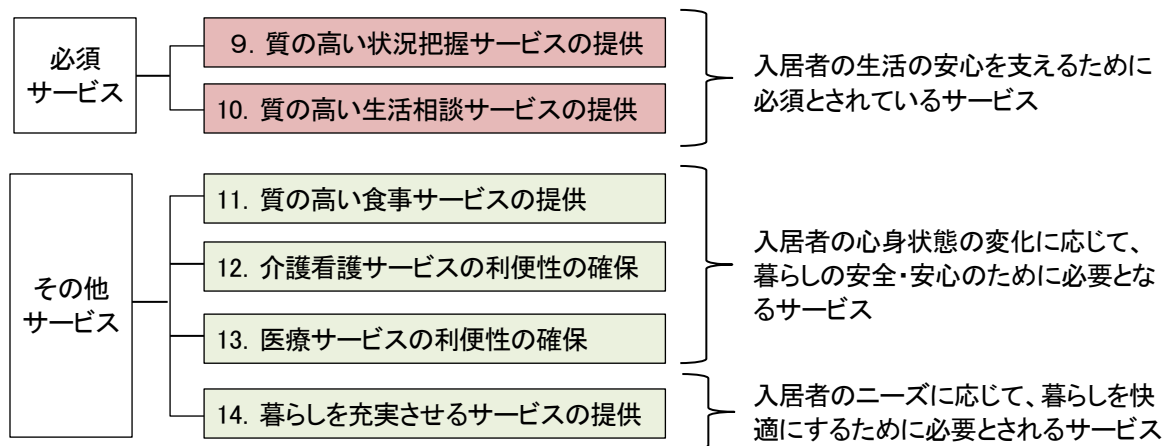 必須
サービス
9. 質の高い状況把握サービスの提供
10. 質の高い生活相談サービスの提供
入居者の生活の安心を支えるために
必須とされているサービス
その他
サービス
11. 質の高い食事サービスの提供
12. 介護看護サービスの利便性の確保
13. 医療サービスの利便性の確保
14. 暮らしを充実させるサービスの提供
入居者の心身状態の変化に応じて、
暮らしの安全・安心のために必要とな
るサービス
入居者のニーズに応じて、暮らしを快
適にするために必要とされるサービス